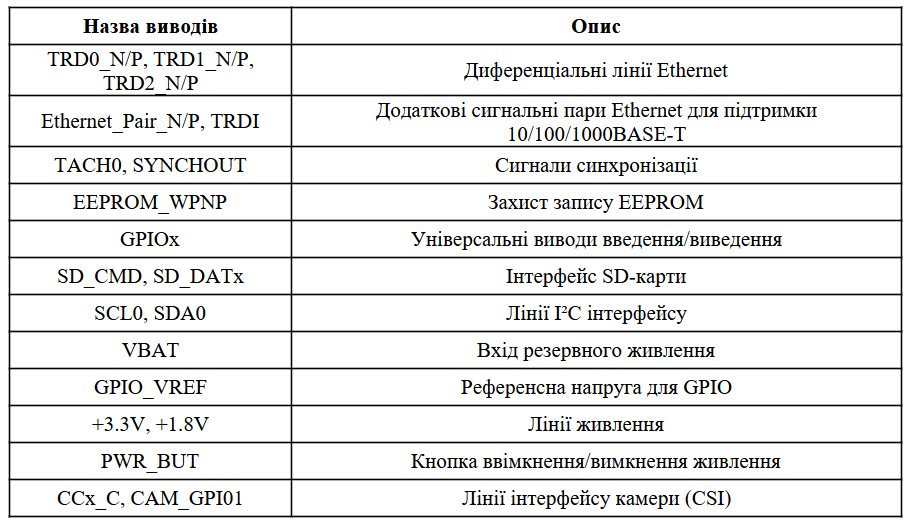 Назва виводів
Опис
TRD0_N/P, TRD1_N/P,
TRD2_N/P
Диференціальні лінії Ethernet
Ethernet_Pair_N/P, TRDI
Додаткові сигнальні пари Ethernet для підтримки
10/100/1000BASE-T
TACH0, SYNCHOUT
Сигнали синхронізації
EEPROM_WPNP
Захист запису EEPROM
GPIOx
Універсальні виводи введення/виведення
SD_CMD, SD_DATx
Інтерфейс SD-карти
SCL0, SDA0
Лінії I²C інтерфейсу
VBAT
Вхід резервного живлення
GPIO_VREF
Референсна напруга для GPIO
+3.3V, +1.8V
Лінії живлення
PWR_BUT
Кнопка ввімкнення/вимкнення живлення
CCx_C, CAM_GPI01
Лінії інтерфейсу камери (CSI)